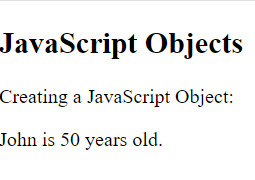 JavaScript Objects
Creating a JavaScript Object:
John is 50 years old.